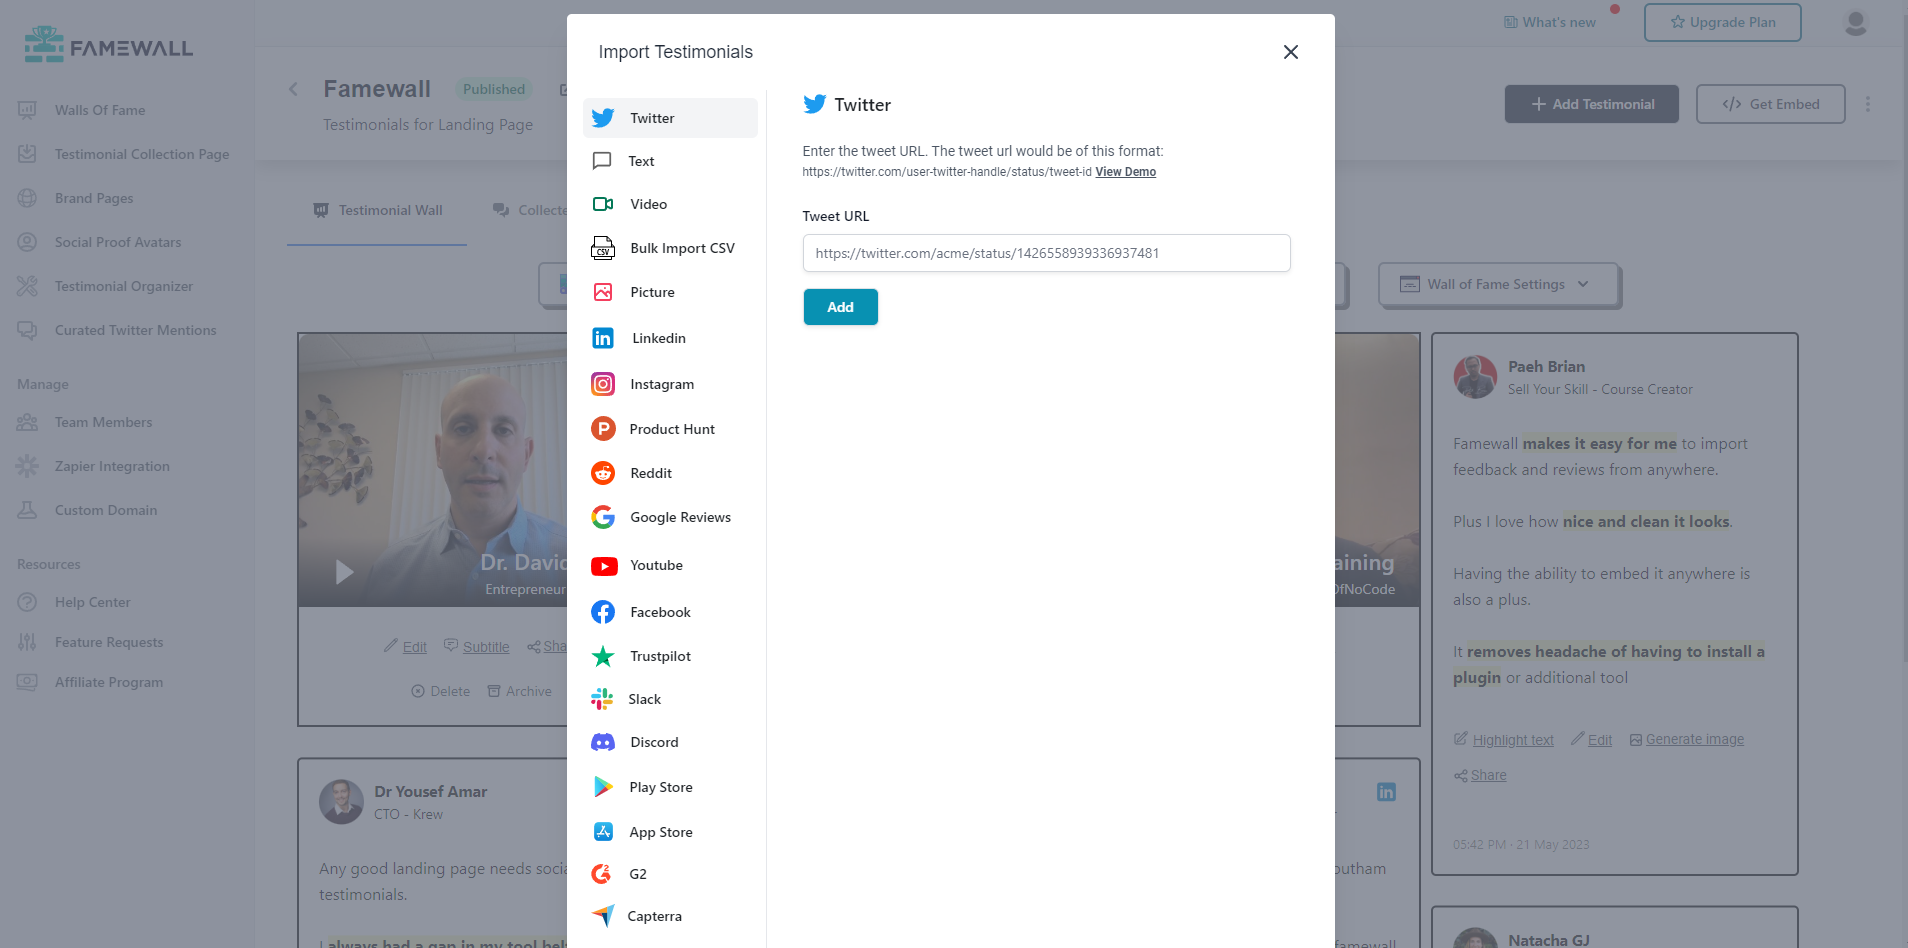 FAMEWALL
Walls Of Fame
Testimonial Collection Page
Brand Pages
Social Proof Avatars
Testimonial Organizer
Curated Twitter Mentions
Manage
Team Members
Zapier Integration
Custom Domain
Resources
Help Center
Feature Requests
Affiliate Program
What's new
Upgrade Plan
Famewall Published
Testimonials for Landing Page
+ Add Testimonial
</> Get Embed
Testimonial Wall
Wall of Fame Settings
Dr. David
Entrepreneur
Edit Subtitle
Delete Archive
Dr Yousef Amar
CTO - Krew
Any good landing page needs
testimonials.
I always had a gap in my tool
Import Testimonials
Twitter
Text
Video
Bulk Import CSV
CSV
Picture
Linkedin
Instagram
Product Hunt
Reddit
Google Reviews
Youtube
Facebook
Trustpilot
Slack
Discord
Play Store
App Store
G2
Capterra
Twitter
Enter the tweet URL. The tweet url would be of this format:
https://twitter.com/user-twitter-handle/status/tweet-id View Demo
Tweet URL
https://twitter.com/acme/status/1426558939336937481
Add
aining
OfNoCode
in
outham
famewall
Paeh Brian
Sell Your Skill - Course Creator
Famewall makes it easy for me to import
feedback and reviews from anywhere.
Plus I love how nice and clean it looks.
Having the ability to embed it anywhere is
also a plus.
It removes headache of having to install a
plugin or additional tool
Highlight text Edit Generate image
Share
05:42 PM · 21 May 2023
Natacha GJ